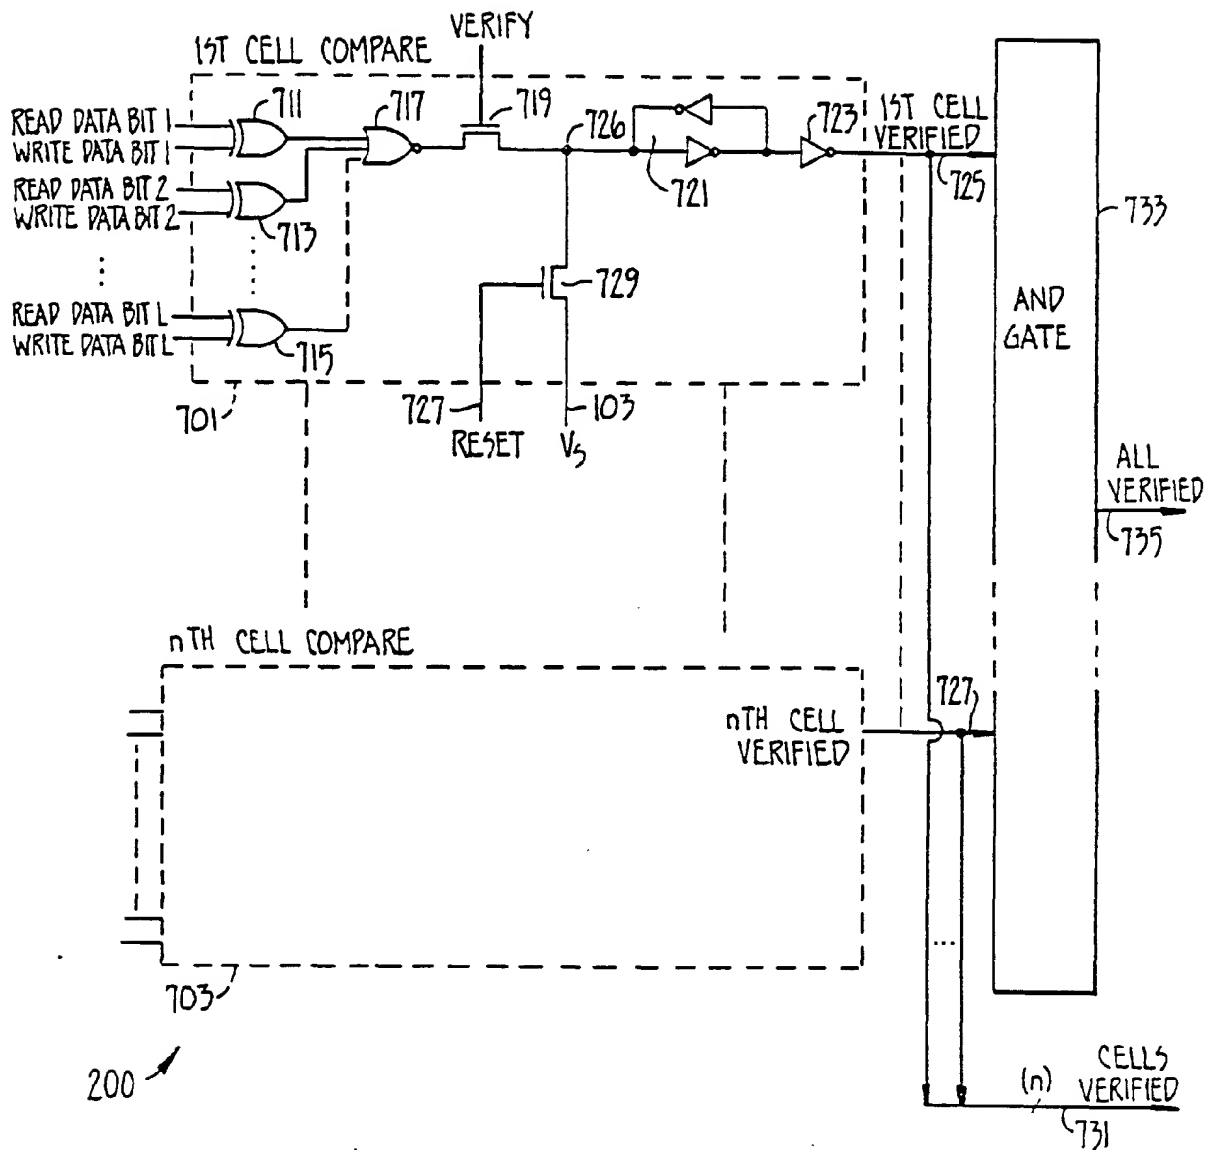 VERIFY
1ST CELL COMPARE
711
717
719
READ DATA BIT 1
WRITE DATA BIT 1
726
723
1ST CELL
VERIFIED
725
721
READ DATA BIT 2
WRITE DATA BIT 2
713
733
729
AND
GATE
READ DATA BIT L
WRITE DATA BIT L
715
701
727
RESET
103
VS
ALL
VERIFIED
735
nTH CELL COMPARE
727
nTH CELL
VERIFIED
703
200
(n)
CELLS
VERIFIED
731